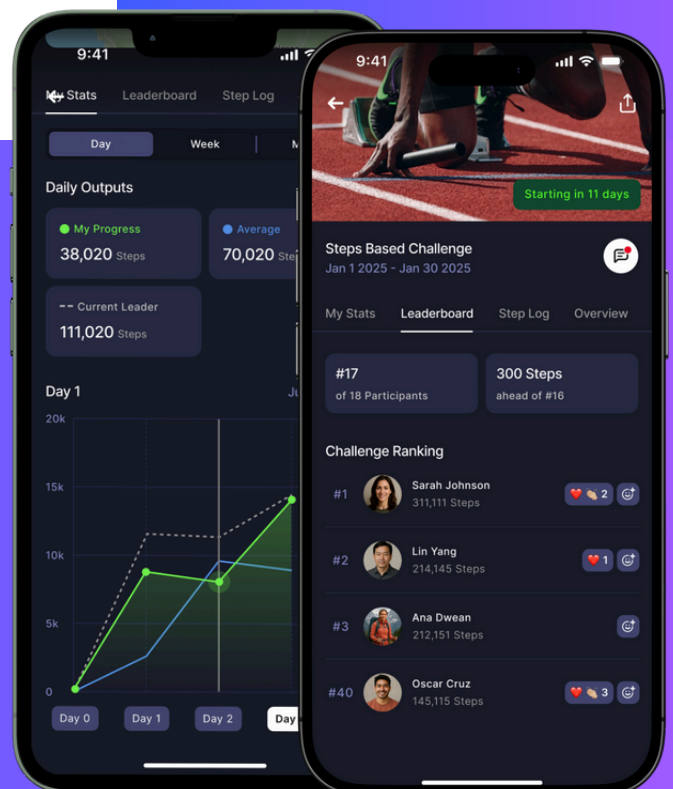 9:41
My Stats Leaderboard Step Log
Day Week M
Daily Outputs
My Progress
38,020 Steps
Average
70,020 Ste
-- Current Leader
111,020 Steps
Day 1 Ju
20k
15k
10k
5k
0
Day 0 Day 1 Day 2 Day
9:41
Starting in 11 days
Steps Based Challenge
Jan 1 2025 - Jan 30 2025
My Stats Leaderboard Step Log Overview
#17
of 18 Participants
300 Steps
ahead of #16
Challenge Ranking
#1 Sarah Johnson
311,111 Steps
2
#2 Lin Yang
214,145 Steps
1
#3 Ana Dwean
212,151 Steps
#40 Oscar Cruz
145,115 Steps
3